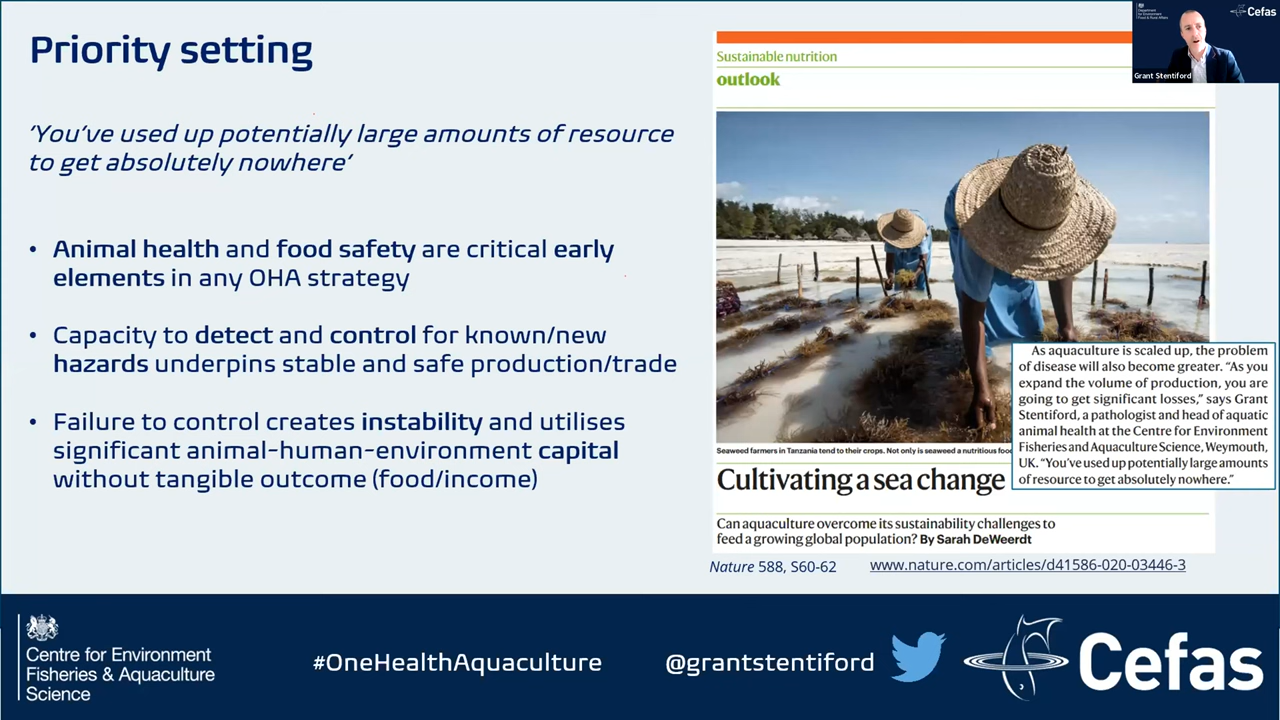 Priority setting
'You've used up potentially large amounts of resource
to get absolutely nowhere'
• Animal health and food safety are critical early
elements in any OHA strategy
• Capacity to detect and control for known/new
hazards underpins stable and safe production/trade
• Failure to control creates instability and utilises
significant animal-human-environment capital
without tangible outcome (food/income)
Sustainable nutrition
outlook
Seaweed farmers in Tanzania tend to their crops. Not only is seaweed a nutritious
As aquaculture is scaled up, the problem
of disease will also become greater. "As you
expand the volume of production, you are
going to get significant losses," says Grant
Stentiford, a pathologist and head of aquatic
animal health at the Centre for Environment
Fisheries and Aquaculture Science, Weymouth,
UK. "You've used up potentially large amounts
of resource to get absolutely nowhere."
Cultivating a sea change
Can aquaculture overcome its sustainability challenges to
feed a growing global population? By Sarah DeWeerdt
Nature 588, S60-62
www.nature.com/articles/d41586-020-03446-3
Department
for Environment
Food & Rural Affairs
Cefas
Grant Stentiford
Centre for Environment
Fisheries & Aquaculture
Science
#OneHealthAquaculture
@grantstentiford
Cefas